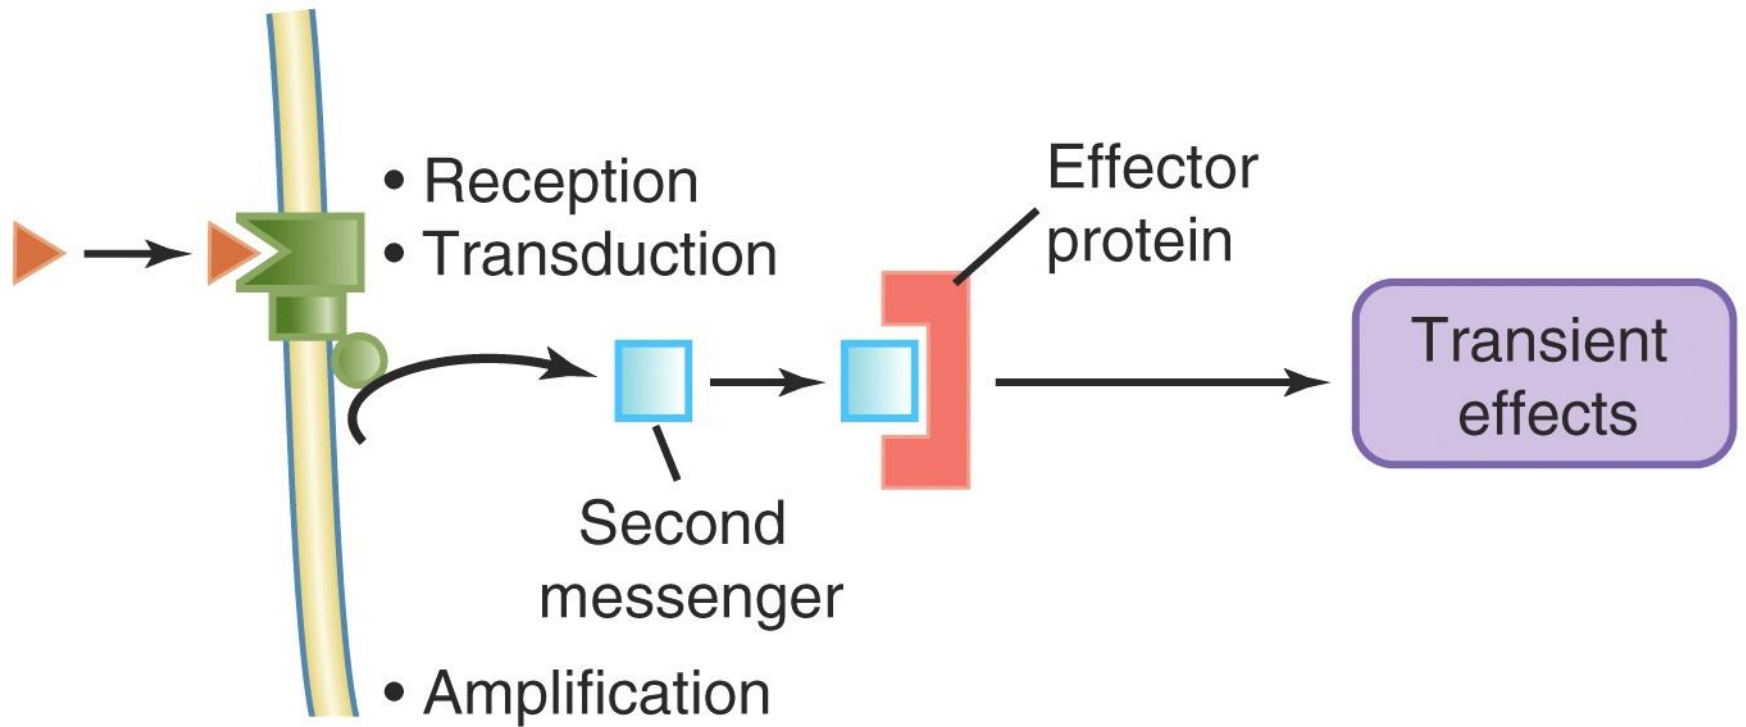 • Reception
• Transduction
Effector
protein
Transient
effects
Second
messenger
• Amplification